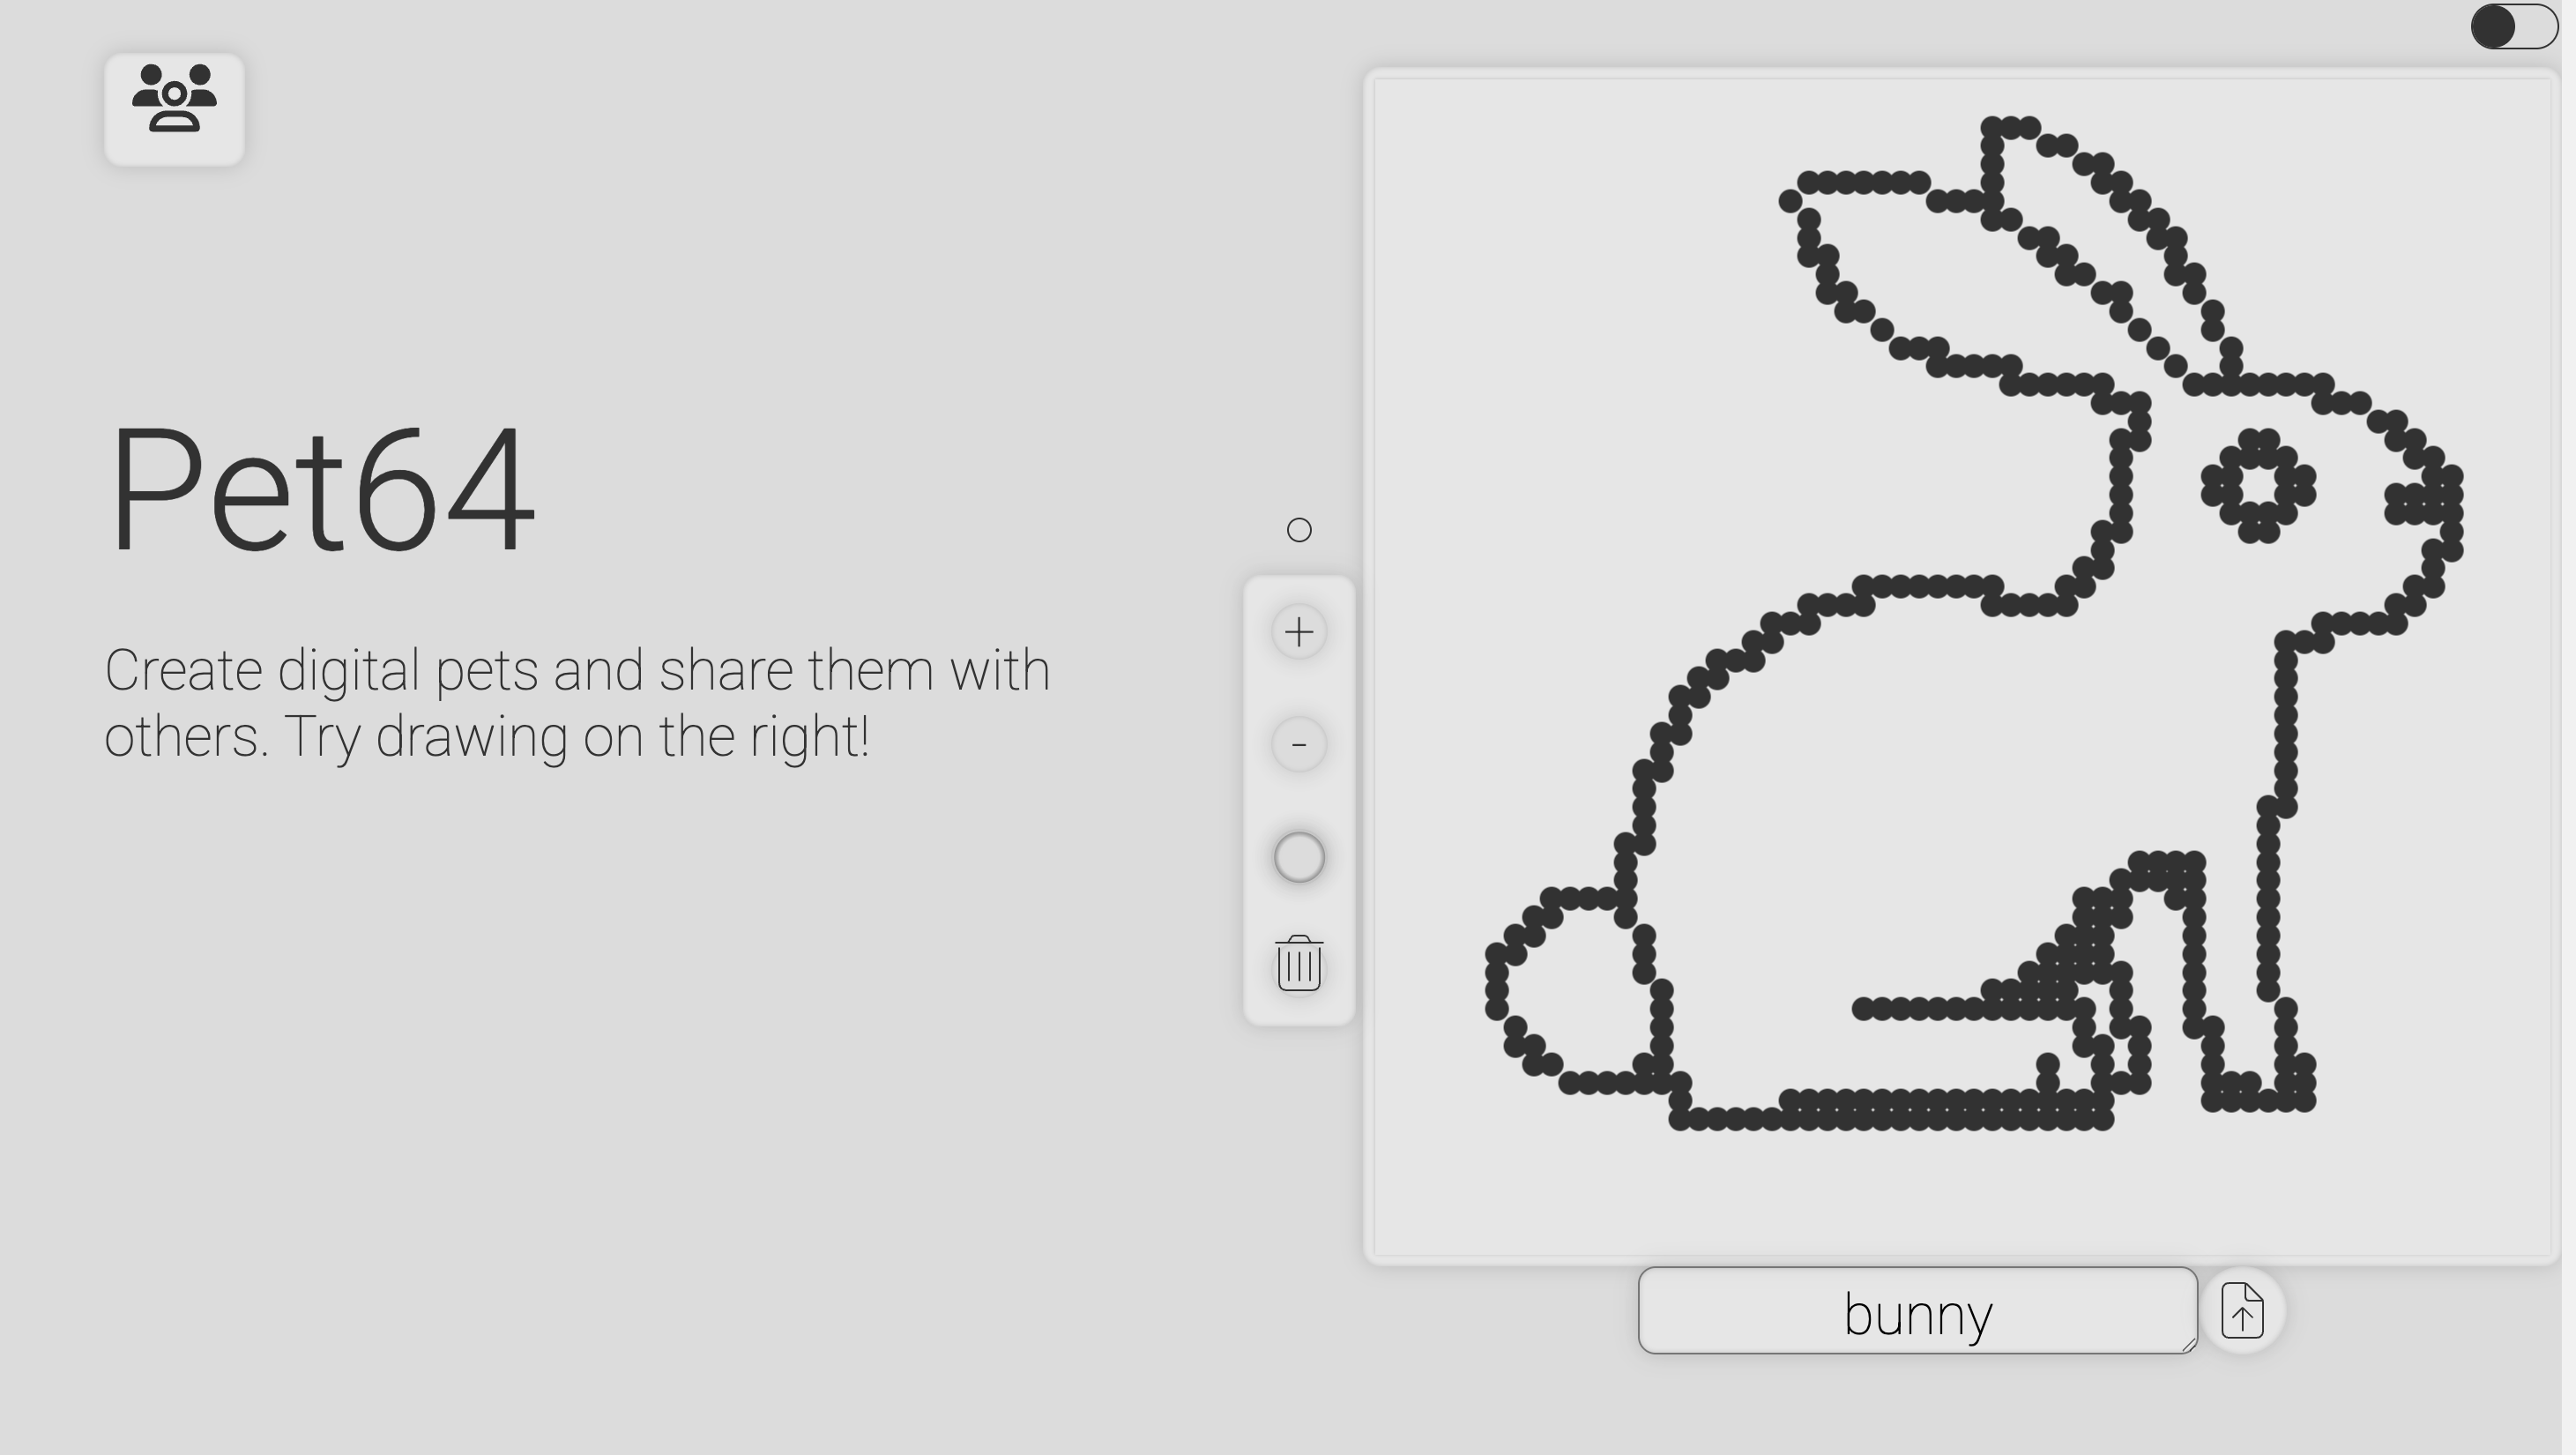 Pet64
Create digital pets and share them with
others. Try drawing on the right!
+
-
bunny